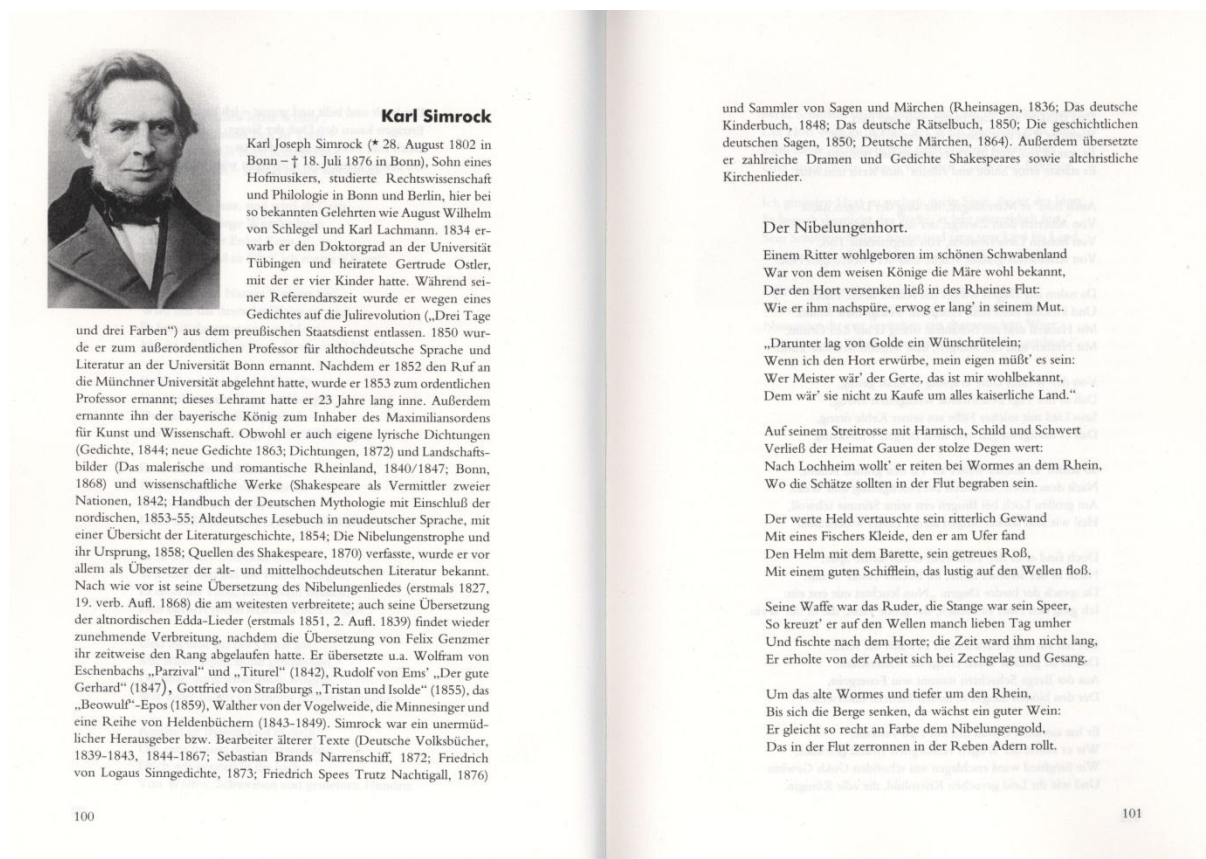 Karl Simrock
Karl Joseph Simrock (★ 28. August 1802 in
Bonn – † 18. Juli 1876 in Bonn), Sohn eines
Hofmusikers, studierte Rechtswissenschaft
und Philologie in Bonn und Berlin, hier bei
so bekannten Gelehrten wie August Wilhelm
von Schlegel und Karl Lachmann. 1834 er-
warb er den Doktorgrad an der Universität
Tübingen und heiratete Gertrude Ostler,
mit der er vier Kinder hatte. Während sei-
ner Referendarszeit wurde er wegen eines
Gedichtes auf die Julirevolution („Drei Tage
und drei Farben“) aus dem preußischen Staatsdienst entlassen. 1850 wur-
de er zum außerordentlichen Professor für althochdeutsche Sprache und
Literatur an der Universität Bonn ernannt. Nachdem er 1852 den Ruf an
die Münchner Universität abgelehnt hatte, wurde er 1853 zum ordentlichen
Professor ernannt; dieses Lehramt hatte er 23 Jahre lang inne. Außerdem
ernannte ihn der bayerische König zum Inhaber des Maximiliansordens
für Kunst und Wissenschaft. Obwohl er auch eigene lyrische Dichtungen
(Gedichte, 1844; neue Gedichte 1863; Dichtungen, 1872) und Landschafts-
bilder (Das malerische und romantische Rheinland, 1840/1847; Bonn,
1868) und wissenschaftliche Werke (Shakespeare als Vermittler zweier
Nationen, 1842; Handbuch der Deutschen Mythologie mit Einschluß der
nordischen, 1853-55; Altdeutsches Lesebuch in neudeutscher Sprache, mit
einer Übersicht der Literaturgeschichte, 1854; Die Nibelungenstrophe und
ihr Ursprung, 1858; Quellen des Shakespeare, 1870) verfasste, wurde er vor
allem als Übersetzer der alt- und mittelhochdeutschen Literatur bekannt.
Nach wie vor ist seine Übersetzung des Nibelungenliedes (erstmals 1827,
19. verb. Aufl. 1868) die am weitesten verbreitete; auch seine Übersetzung
der altnordischen Edda-Lieder (erstmals 1851, 2. Aufl. 1839) findet wieder
zunehmende Verbreitung, nachdem die Übersetzung von Felix Genzmer
ihr zeitweise den Rang abgelaufen hatte. Er übersetzte u.a. Wolfram von
Eschenbachs „Parzival“ und „Titurel“ (1842), Rudolf von Ems’ „Der gute
Gerhard“ (1847), Gottfried von Straßburgs „Tristan und Isolde“ (1855), das
„Beowulf“-Epos (1859), Walther von der Vogelweide, die Minnesinger und
eine Reihe von Heldenbüchern (1843-1849). Simrock war ein unermüd-
licher Herausgeber bzw. Bearbeiter älterer Texte (Deutsche Volksbücher,
1839-1843, 1844-1867; Sebastian Brands Narrenschiff, 1872; Friedrich
von Logaus Sinngedichte, 1873; Friedrich Spees Trutz Nachtigall, 1876)
100
und Sammler von Sagen und Märchen (Rheinsagen, 1836; Das deutsche
Kinderbuch, 1848; Das deutsche Rätselbuch, 1850; Die geschichtlichen
deutschen Sagen, 1850; Deutsche Märchen, 1864). Außerdem übersetzte
er zahlreiche Dramen und Gedichte Shakespeares sowie altchristliche
Kirchenlieder.
Der Nibelungenhort.
Einem Ritter wohlgeboren im schönen Schwabenland
War von dem weisen Könige die Märe wohl bekannt,
Der den Hort versenken ließ in des Rheines Flut:
Wie er ihm nachspüre, erwog er lang’ in seinem Mut.
„Darunter lag von Golde ein Wünschrütelein;
Wenn ich den Hort erwürbe, mein eigen müßt’ es sein:
Wer Meister wär’ der Gerte, das ist mir wohlbekannt,
Dem wär’ sie nicht zu Kaufe um alles kaiserliche Land.“
Auf seinem Streitrosse mit Harnisch, Schild und Schwert
Verließ der Heimat Gauen der stolze Degen wert:
Nach Lochheim wollt’ er reiten bei Wormes an dem Rhein,
Wo die Schätze sollten in der Flut begraben sein.
Der werte Held vertauschte sein ritterlich Gewand
Mit eines Fischers Kleide, den er am Ufer fand
Den Helm mit dem Barette, sein getreues Roß,
Mit einem guten Schifflein, das lustig auf den Wellen floß.
Seine Waffe war das Ruder, die Stange war sein Speer,
So kreuzt’ er auf den Wellen manch lieben Tag umher
Und fischte nach dem Horte; die Zeit ward ihm nicht lang,
Er erholte von der Arbeit sich bei Zechgelag und Gesang.
Um das alte Wormes und tiefer um den Rhein,
Bis sich die Berge senken, da wächst ein guter Wein:
Er gleicht so recht an Farbe dem Nibelungengold,
Das in der Flut zerronnen in der Reben Adern rollt.
101